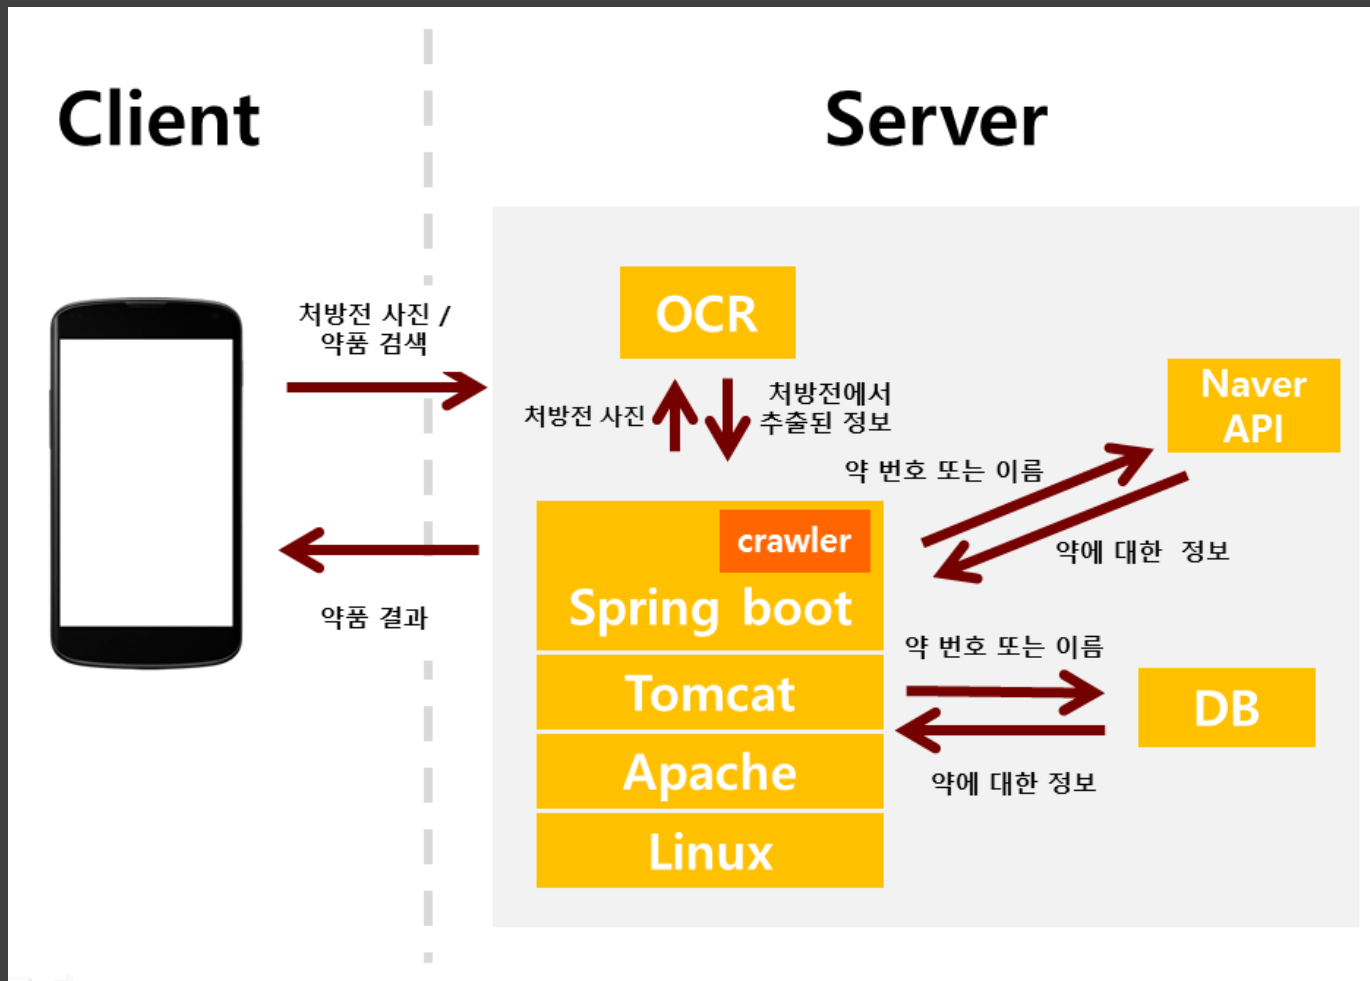 Client
Server
처방전 사진 /
약품 검색
약품 결과
OCR
처방전 사진
처방전에서
추출된 정보
Naver
API
약 번호 또는 이름
약에 대한 정보
crawler
Spring boot
Tomcat
Apache
Linux
약 번호 또는 이름
약에 대한 정보
DB